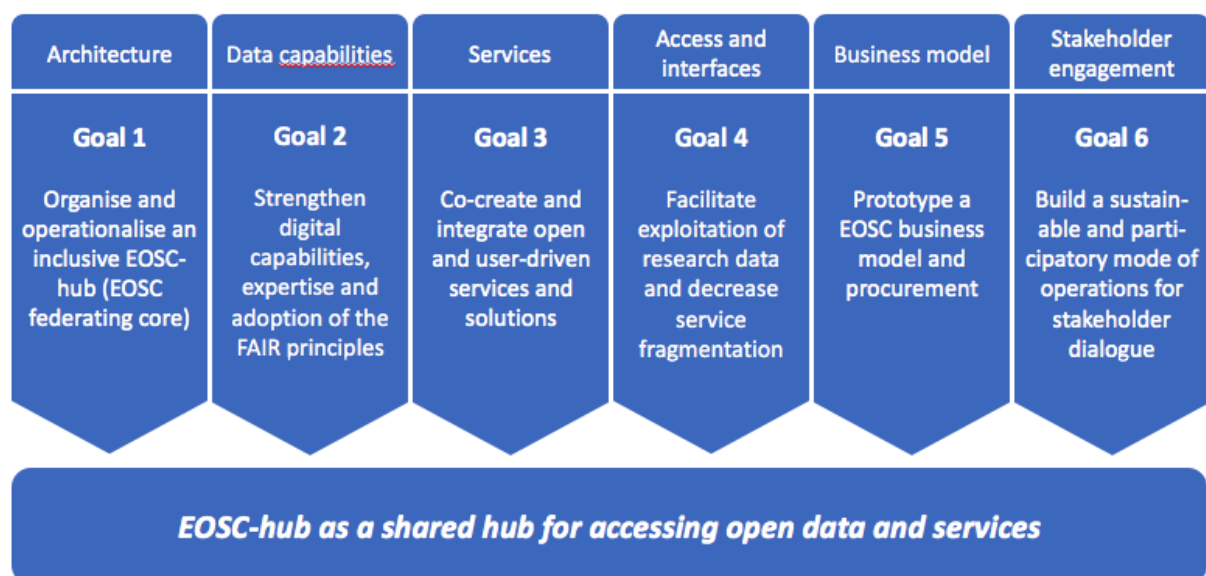 Architecture
Data capabilities
Services
Access and
interfaces
Business model
Stakeholder
engagement
Goal 1
Organise and
operationalise an
inclusive EOSC-
hub (EOSC
federating core)
Goal 2
Strengthen
digital
capabilities,
expertise and
adoption of the
FAIR principles
Goal 3
Co-create and
integrate open
and user-driven
services and
solutions
Goal 4
Facilitate
exploitation of
research data
and decrease
service
fragmentation
Goal 5
Prototype a
EOSC business
model and
procurement
Goal 6
Build a sustain-
able and parti-
cipatory mode of
operations for
stakeholder
dialogue
EOSC-hub as a shared hub for accessing open data and services